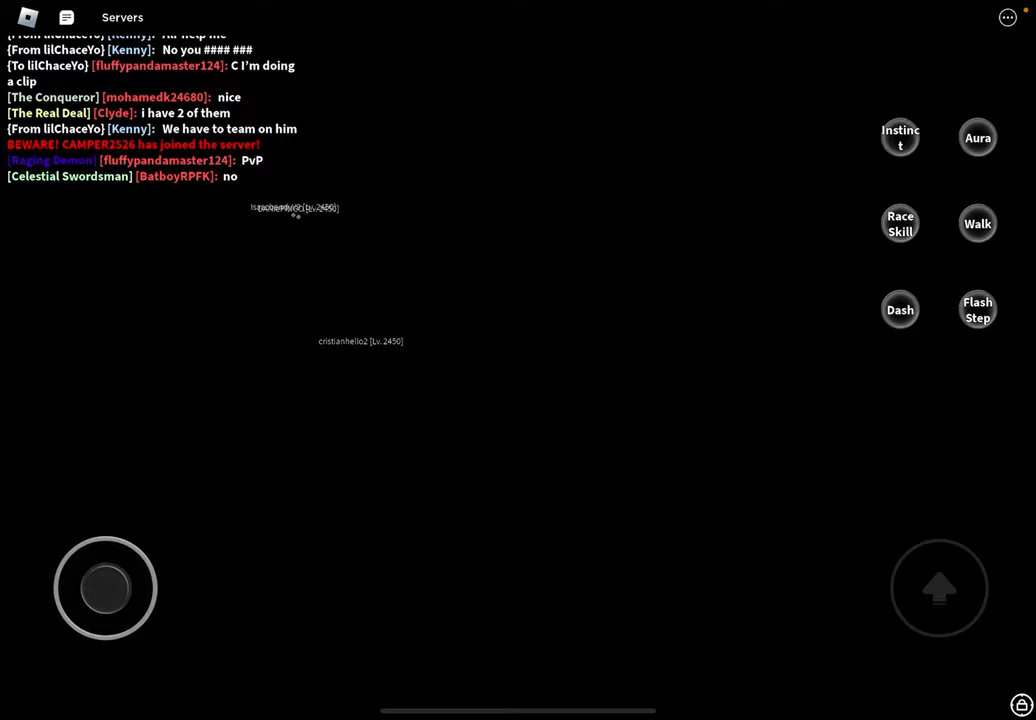 Servers
{From lilChaceYo} [Kenny]: No you #### ###
{To lilChaceYo} [fluffypandamaster124]: C I'm doing
a clip
[The Conqueror] [mohamedk24680]: nice
[The Real Deal] [Clyde]: i have 2 of them
{From lilChaceYo} [Kenny]: We have to team on him
BEWARE! CAMPER2526 has joined the server!
[Raging Demon] [fluffypandamaster124]: PvP
[Celestial Swordsman] [BatboyRPFK]: no
Instinc
t
Aura
Race
Skill
Walk
Dash
Flash
Step
cristianhello2 [Lv. 2450]